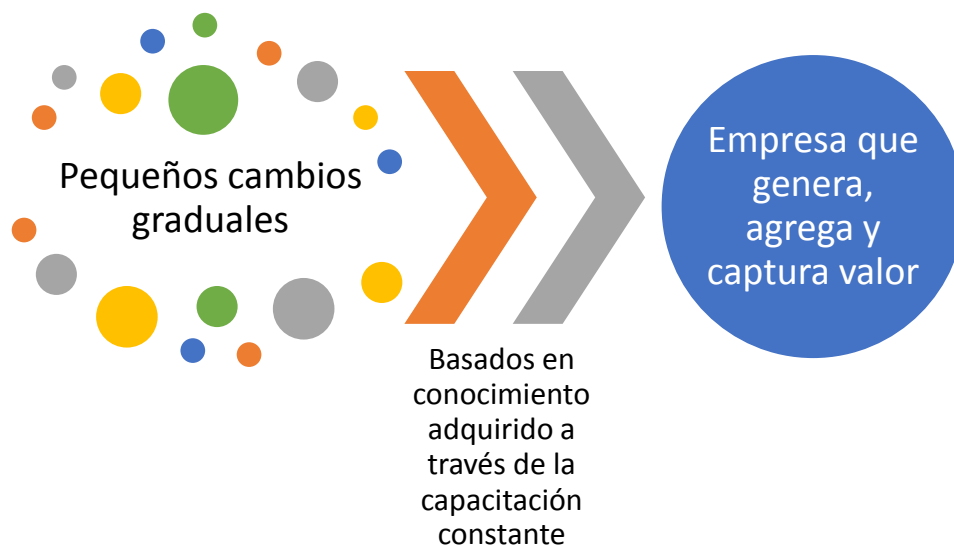 Pequeños cambios
graduales
Basados en
conocimiento
adquirido a
través de la
capacitación
constante
Empresa que
genera,
agrega y
captura valor